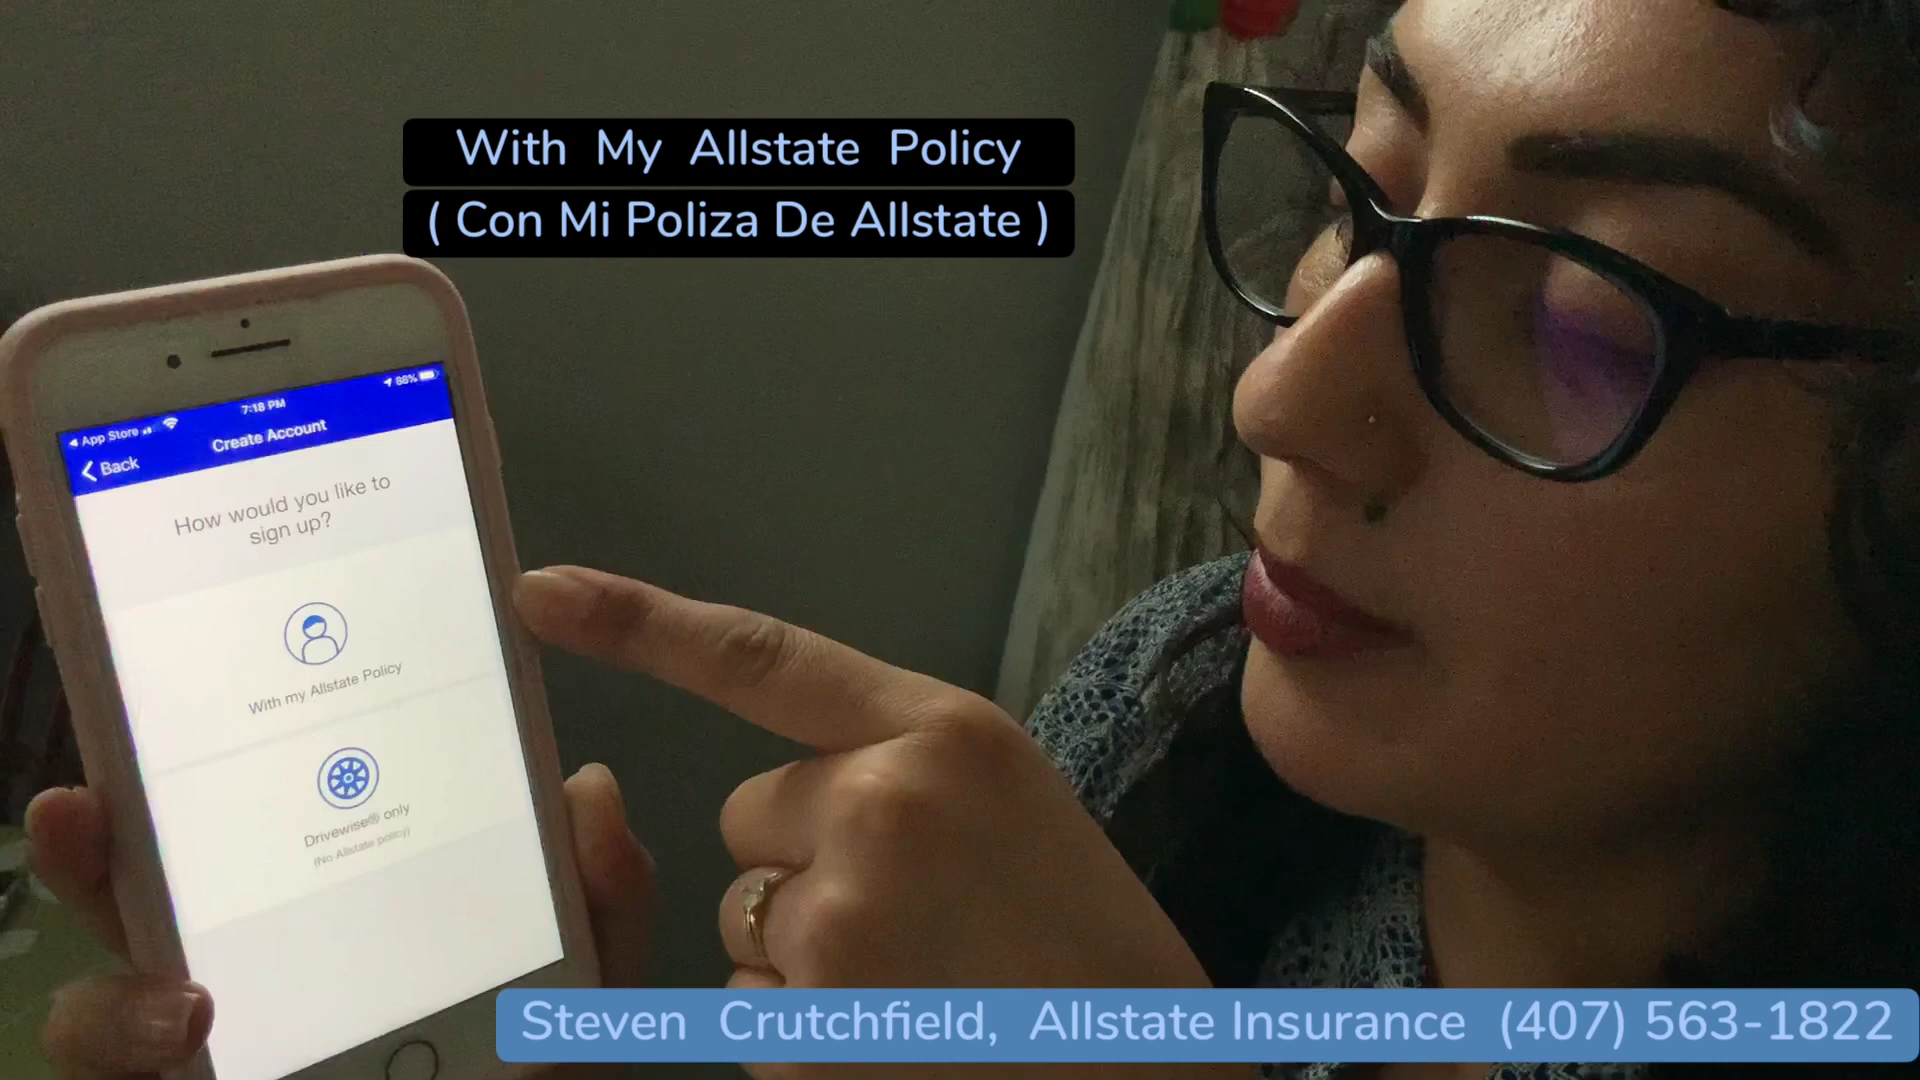 With My Allstate Policy
( Con Mi Poliza De Allstate )
App Store
7:18 PM
88%
Back
Create Account
How would you like to
sign up?
With my Allstate Policy
Drivewise® only
(No Allstate policy)
Steven Crutchfield, Allstate Insurance (407) 563-1822